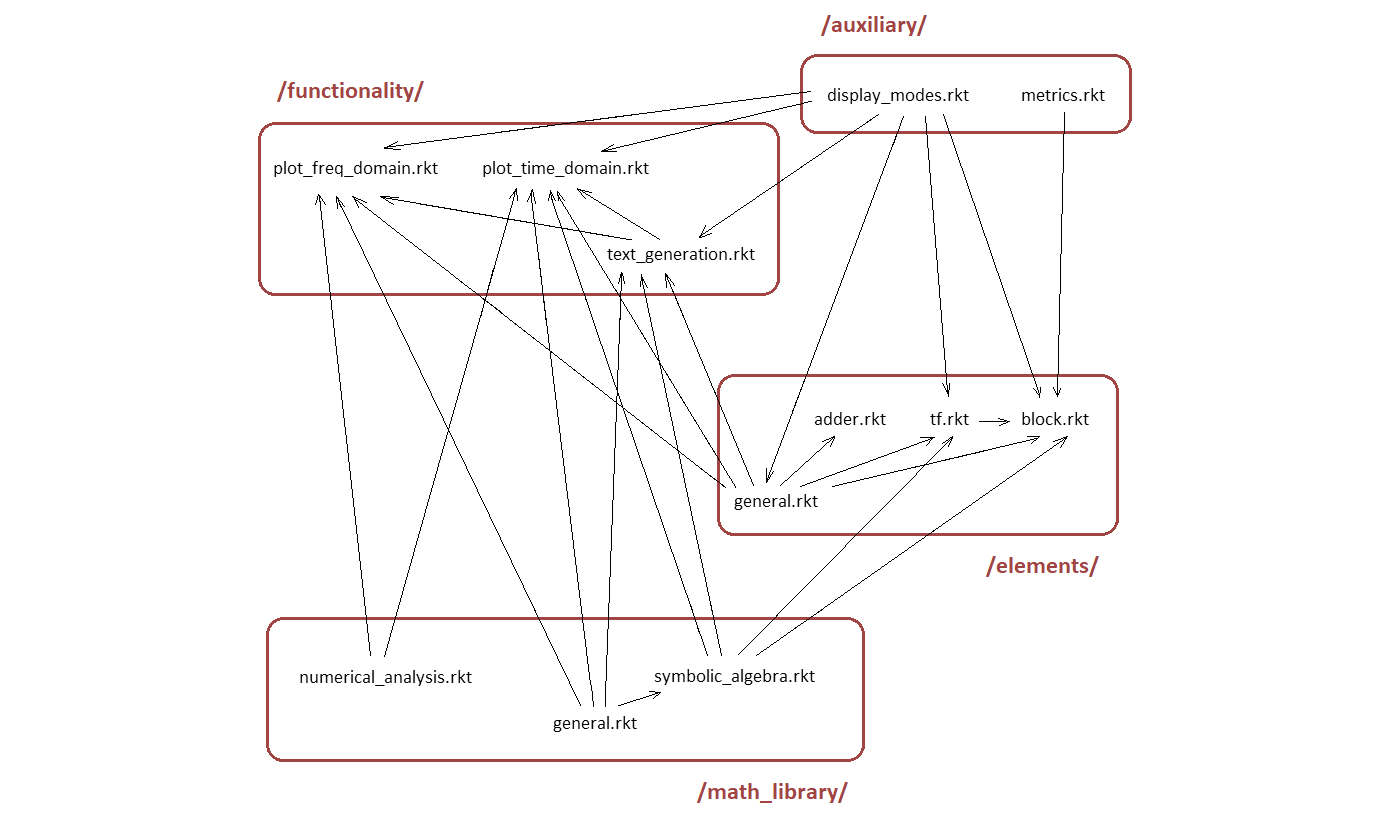 /auxiliary/
display_modes.rkt metrics.rkt
/functionality/
plot_freq_domain.rkt plot_time_domain.rkt
text_generation.rkt
adder.rkt tf.rkt block.rkt
general.rkt
/elements/
numerical_analysis.rkt symbolic_algebra.rkt
general.rkt
/math_library/